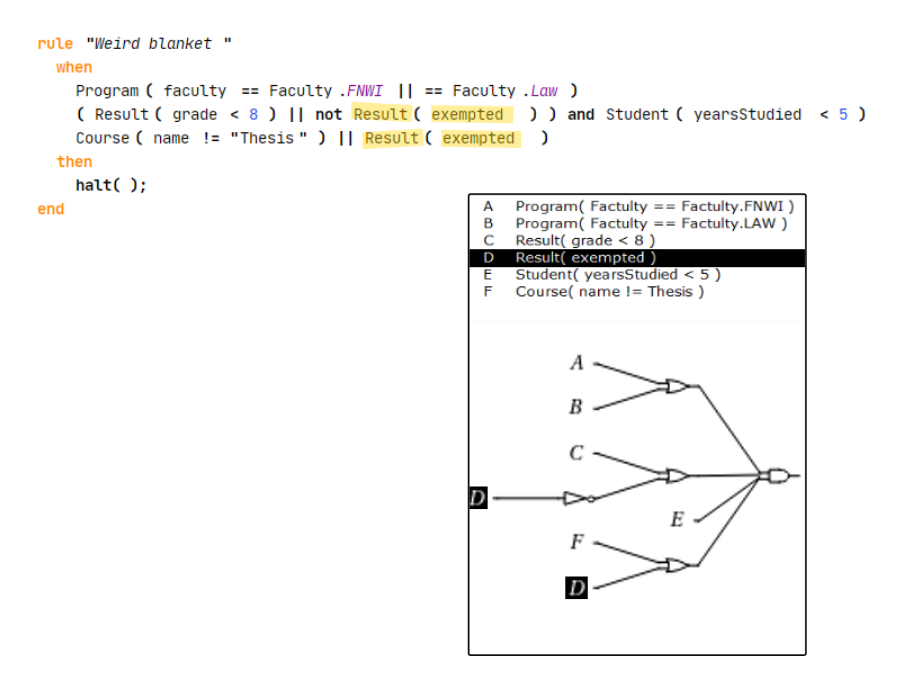 rule "Weird blanket "
when
Program ( faculty == Faculty .FNWI || == Faculty .Law )
( Result ( grade < 8 ) || not Result ( exempted ) ) and Student ( yearsStudied < 5 )
Course ( name != "Thesis " ) || Result ( exempted )
then
halt( );
end
A Program( Factulty == Factulty.FNWI )
B Program( Factulty == Factulty.LAW )
C Result( grade < 8 )
D Result( exempted )
E Student( yearsStudied < 5 )
F Course( name != Thesis )
A
B
C
D
E
F
D